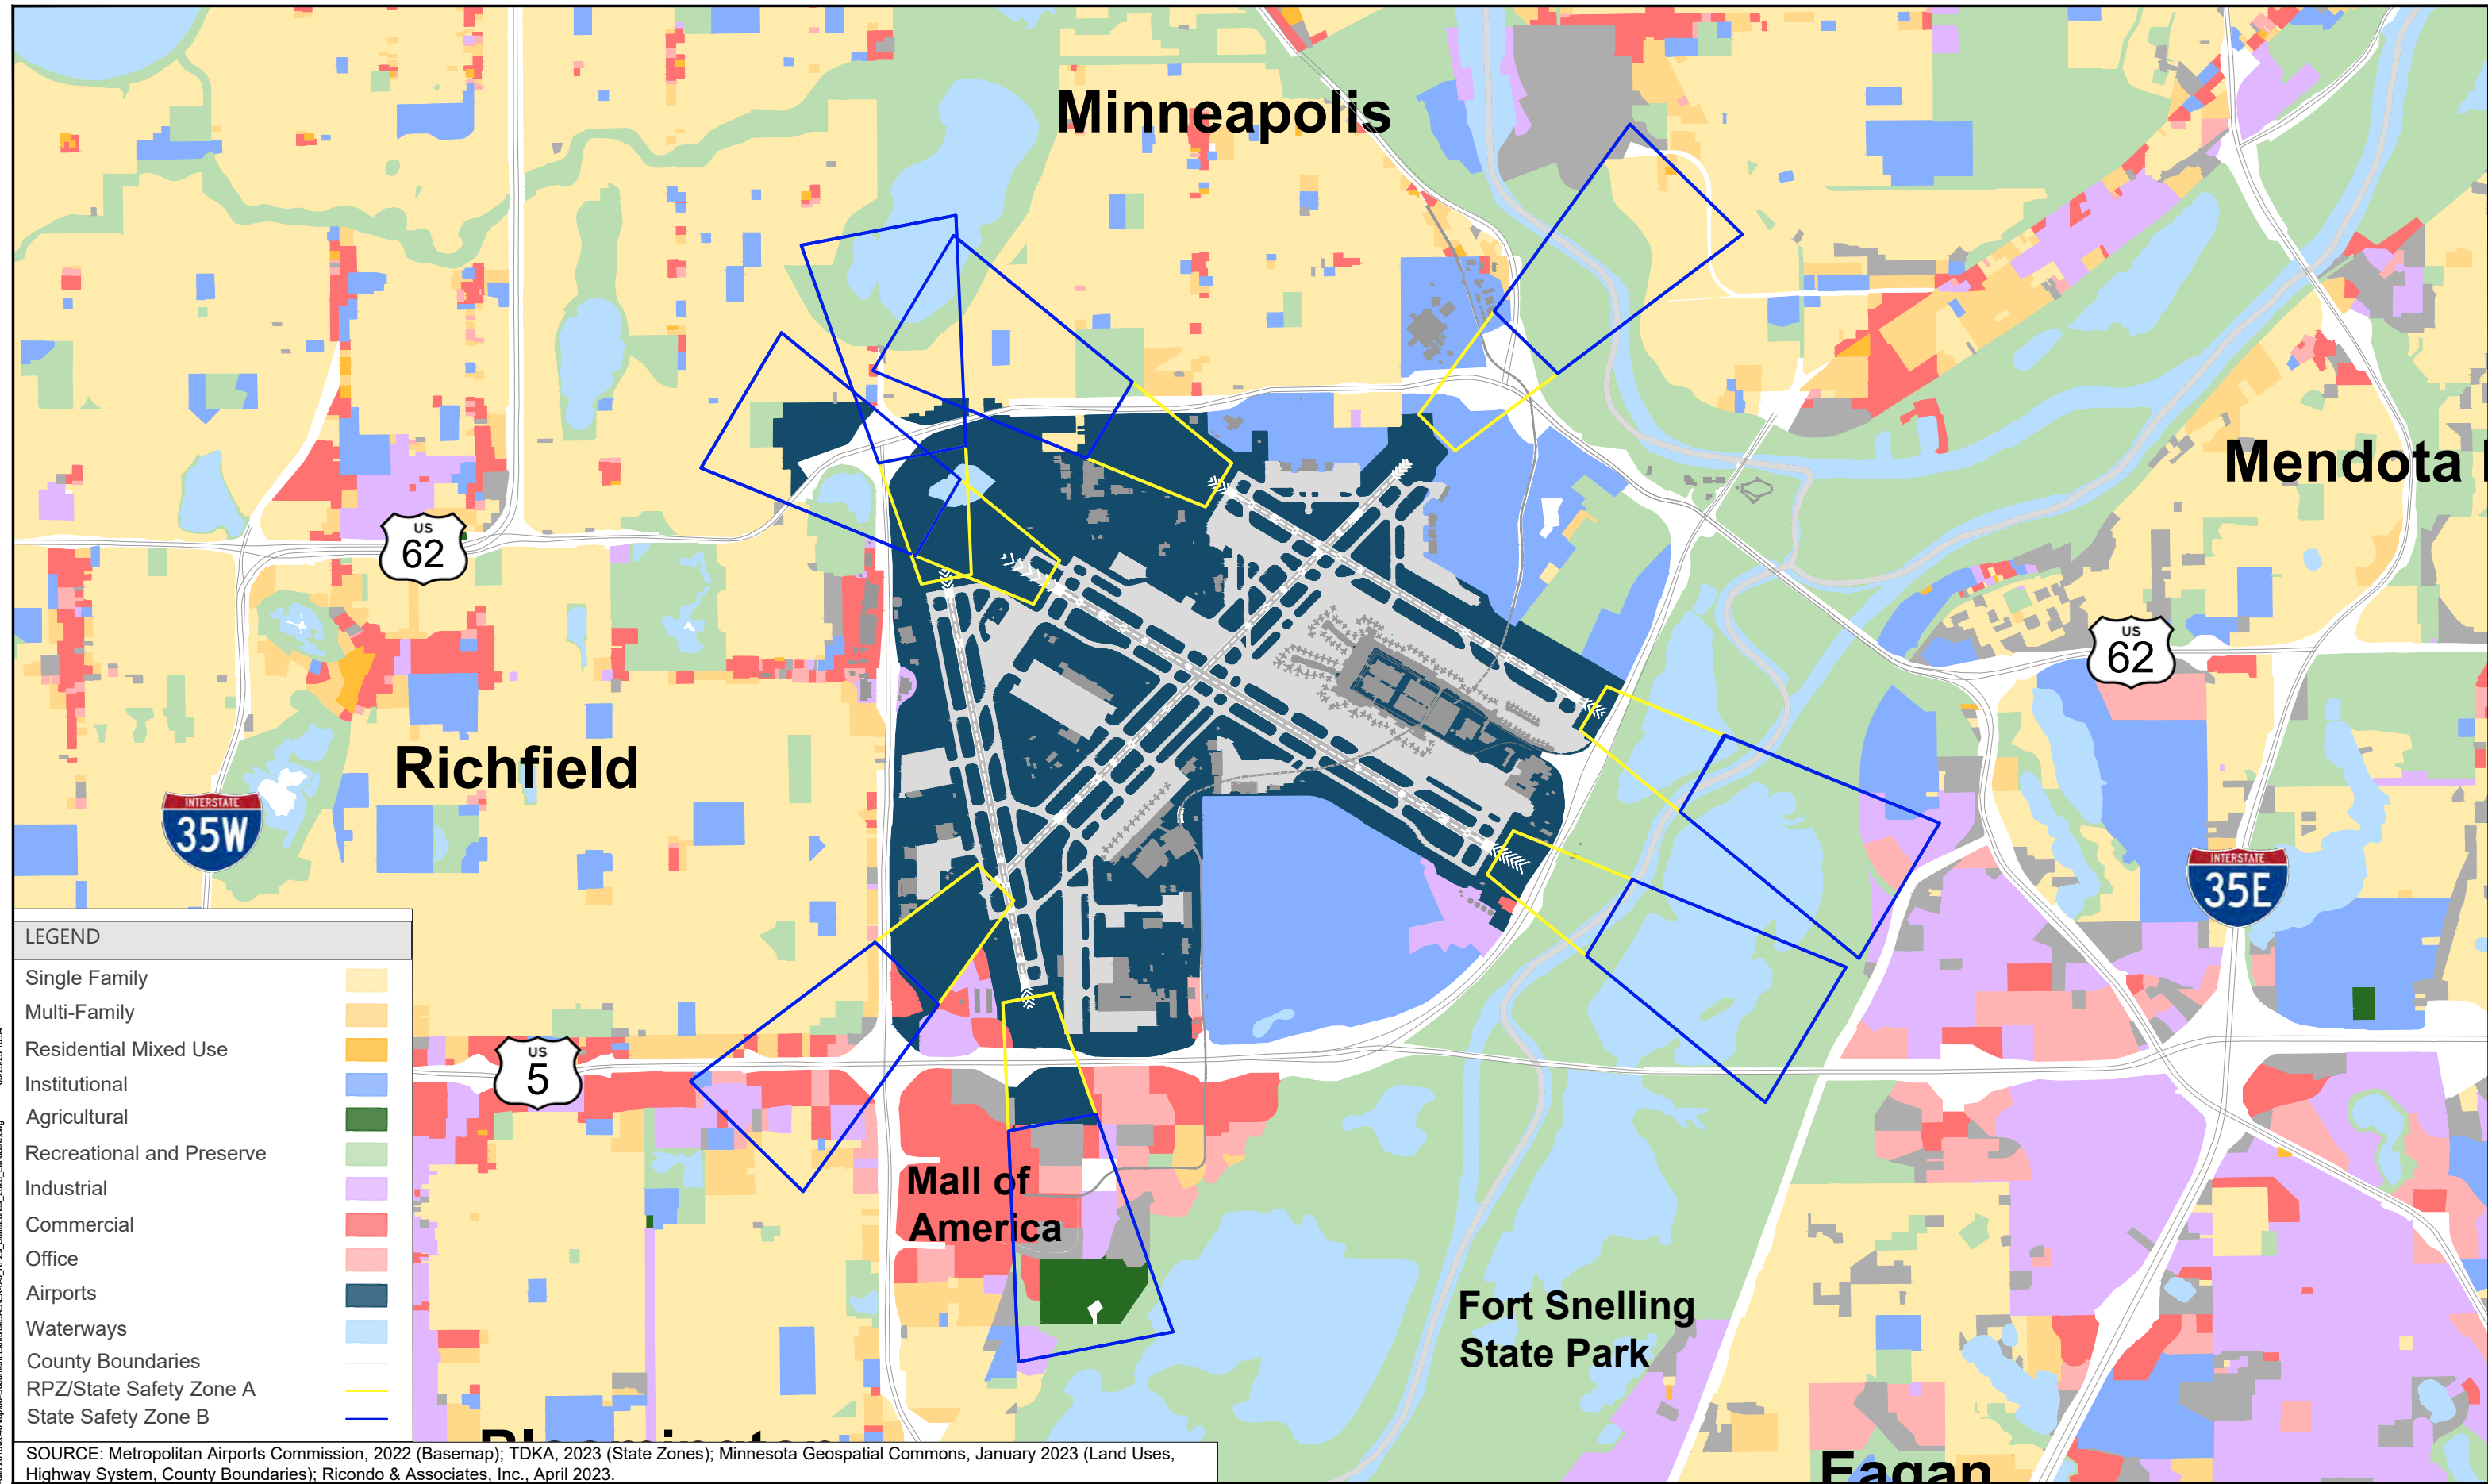 Minneapolis
Mendota
US
62
US
62
Richfield
INTERSTATE
35W
INTERSTATE
35E
LEGEND
Single Family
Multi-Family
Residential Mixed Use
Institutional
Agricultural
Recreational and Preserve
Industrial
Commercial
Office
Airports
Waterways
County Boundaries
RPZ/State Safety Zone A
State Safety Zone B
US
5
Mall of
America
Fort Snelling
State Park
Bloomington
Eagan
SOURCE: Metropolitan Airports Commission, 2022 (Basemap); TDKA, 2023 (State Zones); Minnesota Geospatial Commons, January 2023 (Land Uses,
Highway System, County Boundaries); Ricondo & Associates, Inc., April 2023.